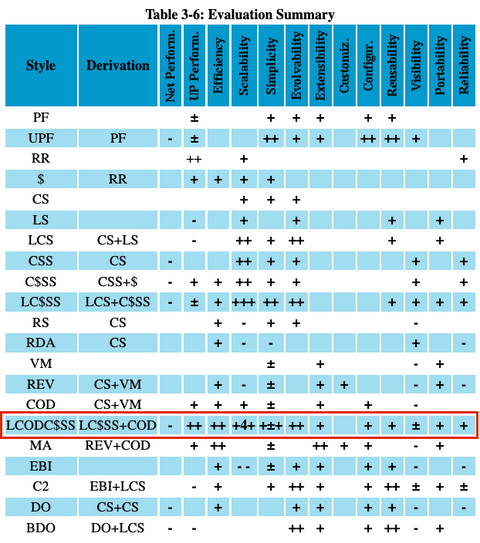 Table 3-6: Evaluation Summary
Style Derivation Net Perform. UP Perform. Efficiency Scalability Simplicity Evolvability Extensibility Customiz. Configur. Reusability Visibility Portability Reliability
PF ± + + + + +
UPF PF - ± ++ + + ++ ++ +
RR ++ + +
$ RR + + + +
CS + + +
LS - + + + +
LCS CS+LS - ++ + ++ + +
CSS CS - ++ + + + +
C$SS CSS+$ - + + ++ + + + +
LC$SS LCS+C$SS - ± + +++ ++ ++ + + + +
RS CS + - + + -
RDA CS + - - + -
VM ± + - +
REV CS+VM + - ± + + - + -
COD CS+VM + + + ± + + -
LCODC$SS LC$SS+COD - ++ ++ +4+ +±+ ++ + + + ± + +
MA REV+COD + ++ ± ++ + + - +
EBI + -- ± + + + + - -
C2 EBI+LCS - + + ++ + + ++ ± + ±
DO CS+CS - + + + + + - -
BDO DO+LCS - - ++ + + ++ - +